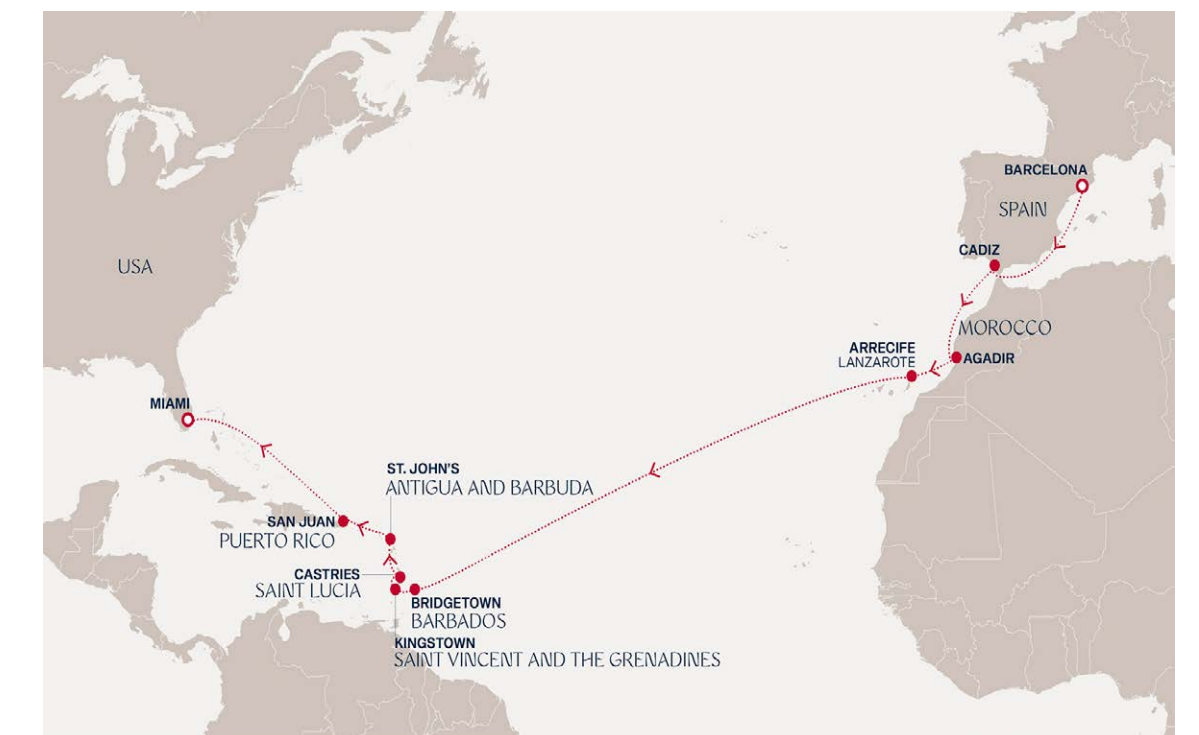 BARCELONA
SPAIN
CADIZ
USA
MOROCCO
ARRECIFE
LANZAROTE
AGADIR
MIAMI
ST. JOHN'S
ANTIGUA AND BARBUDA
SAN JUAN
PUERTO RICO
CASTRIES
SAINT LUCIA
BRIDGETOWN
BARBADOS
KINGSTOWN
SAINT VINCENT AND THE GRENADINES